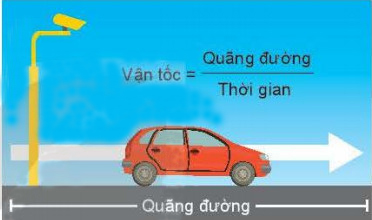 Vận tốc = Quãng đường / Thời gian
Quãng đường